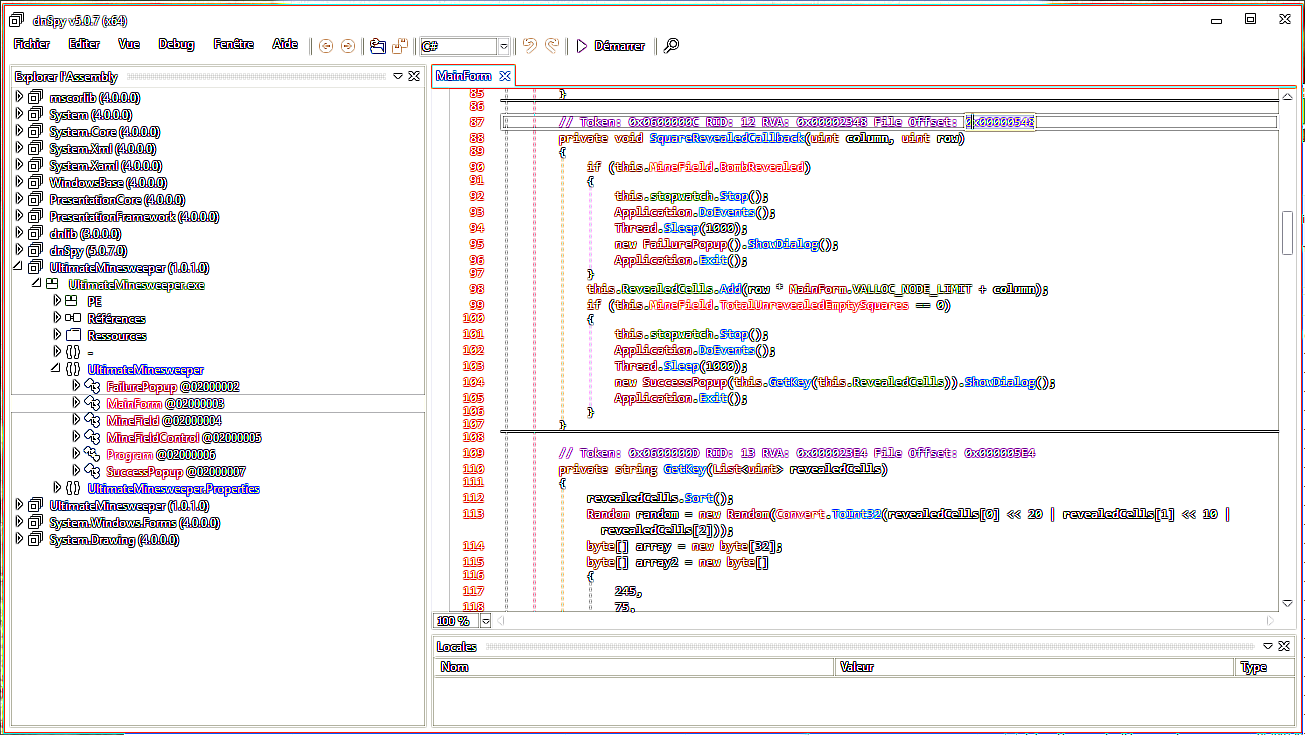 dnSpy v5.0.7 (x64)
Fichier Editer Vue Debug Fenêtre Aide C# Démarrer
Explorer l'Assembly
mscorlib (4.0.0.0)
System (4.0.0.0)
System.Core (4.0.0.0)
System.Xml (4.0.0.0)
System.Xaml (4.0.0.0)
WindowsBase (4.0.0.0)
PresentationCore (4.0.0.0)
PresentationFramework (4.0.0.0)
dnlib (3.0.0.0)
dnSpy (5.0.7.0)
UltimateMinesweeper (1.0.1.0)
UltimateMinesweeper.exe
PE
Références
Ressources
{} -
{} UltimateMinesweeper
FailurePopup @02000002
MainForm @02000003
MineField @02000004
MineFieldControl @02000005
Program @02000006
SuccessPopup @02000007
{} UltimateMinesweeper.Properties
UltimateMinesweeper (1.0.1.0)
System.Windows.Forms (4.0.0.0)
System.Drawing (4.0.0.0)
MainForm
85 }
86
87 // Token: 0x0600000C RID: 12 RVA: 0x00002348 File Offset: 0x00000548
88 private void SquareRevealedCallback(uint column, uint row)
89 {
90 if (this.MineField.BombRevealed)
91 {
92 this.stopwatch.Stop();
93 Application.DoEvents();
94 Thread.Sleep(1000);
95 new FailurePopup().ShowDialog();
96 Application.Exit();
97 }
98 this.RevealedCells.Add(row * MainForm.VALLOC_NODE_LIMIT + column);
99 if (this.MineField.TotalUnrevealedEmptySquares == 0)
100 {
101 this.stopwatch.Stop();
102 Application.DoEvents();
103 Thread.Sleep(1000);
104 new SuccessPopup(this.GetKey(this.RevealedCells)).ShowDialog();
105 Application.Exit();
106 }
107 }
108
109 // Token: 0x0600000D RID: 13 RVA: 0x000023E4 File Offset: 0x000005E4
110 private string GetKey(List<uint> revealedCells)
111 {
112 revealedCells.Sort();
113 Random random = new Random(Convert.ToInt32(revealedCells[0] << 20 | revealedCells[1] << 10 |
revealedCells[2]));
114 byte[] array = new byte[32];
115 byte[] array2 = new byte[]
116 {
117 245,
118 75,
100 %
Locales
Nom Valeur Type